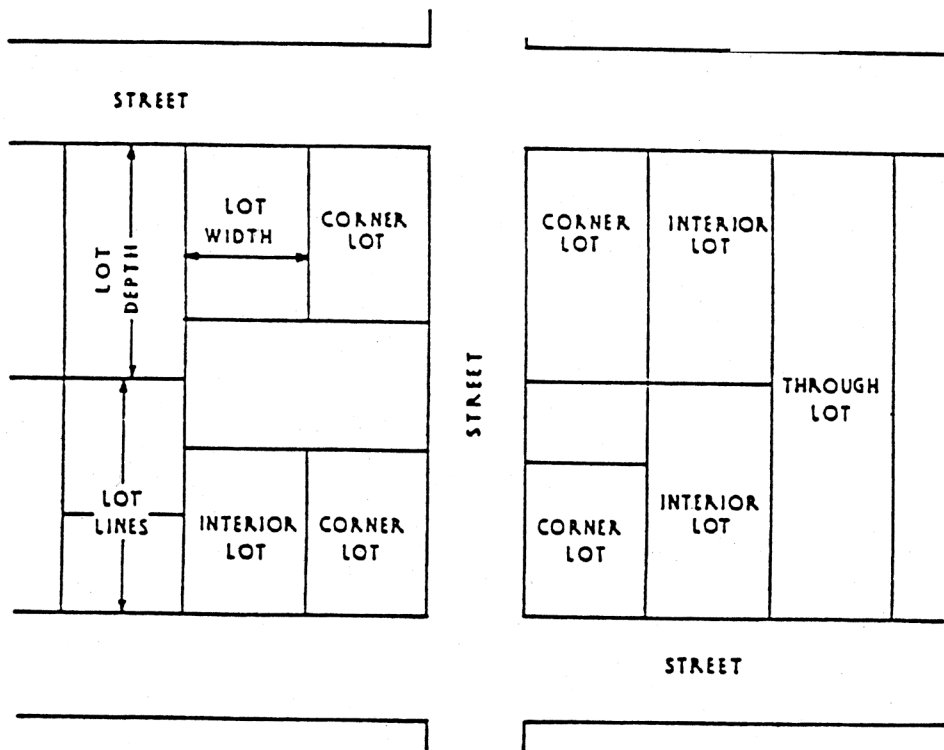 STREET
LOT
WIDTH
CORNER
LOT
LOT
DEPTH
CORNER
LOT
INTERIOR
LOT
STREET
THROUGH
LOT
LOT
LINES
INTERIOR
LOT
CORNER
LOT
CORNER
LOT
INTERIOR
LOT
STREET